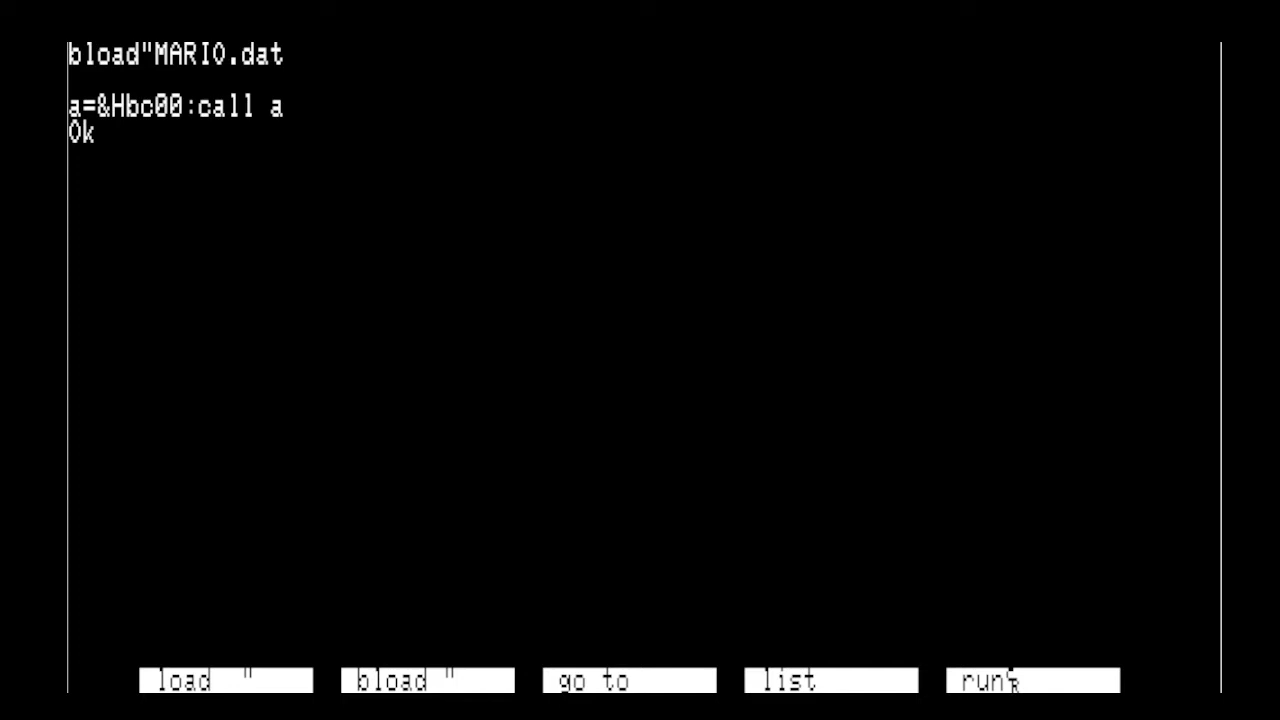 bload"MARIO.dat
a=&Hbc00:call a
Ok
load " bload " go to list run␍